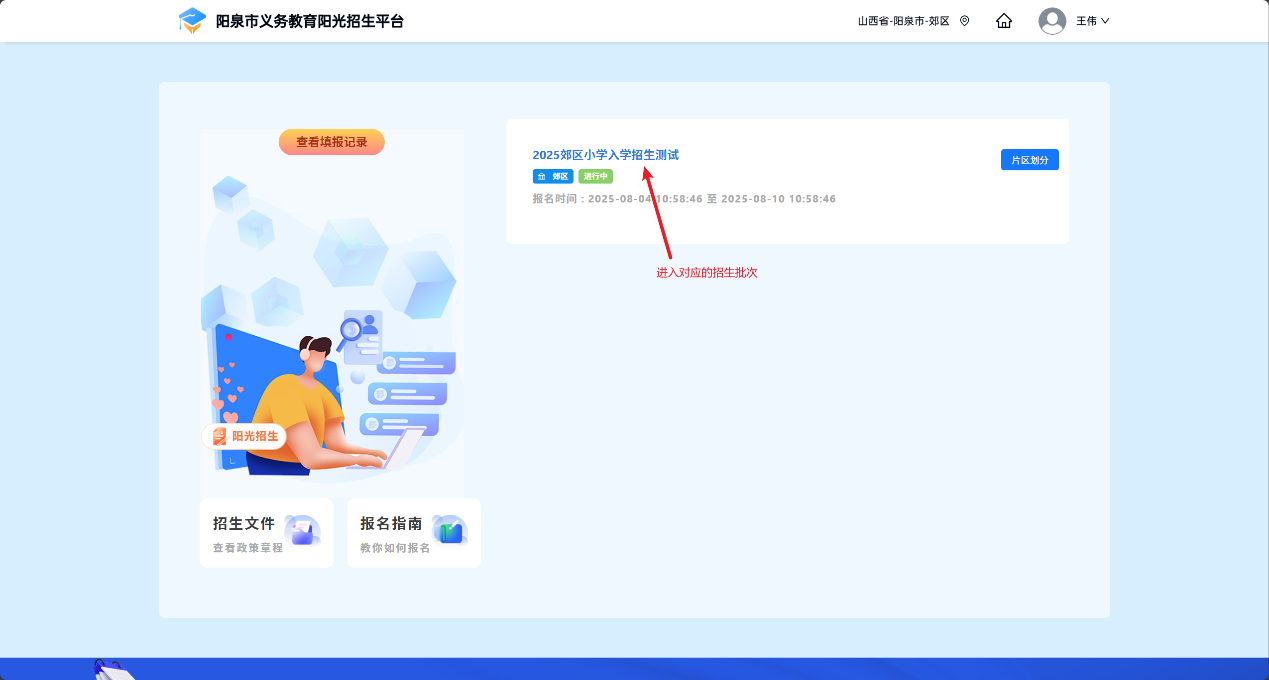 阳泉市义务教育阳光招生平台
山西省-阳泉市-郊区
王伟
查看填报记录
阳光招生
招生文件
查看政策章程
报名指南
教你如何报名
2025郊区小学入学招生测试
郊区 进行中
报名时间：2025-08-04 10:58:46 至 2025-08-10 10:58:46
片区划分
进入对应的招生批次